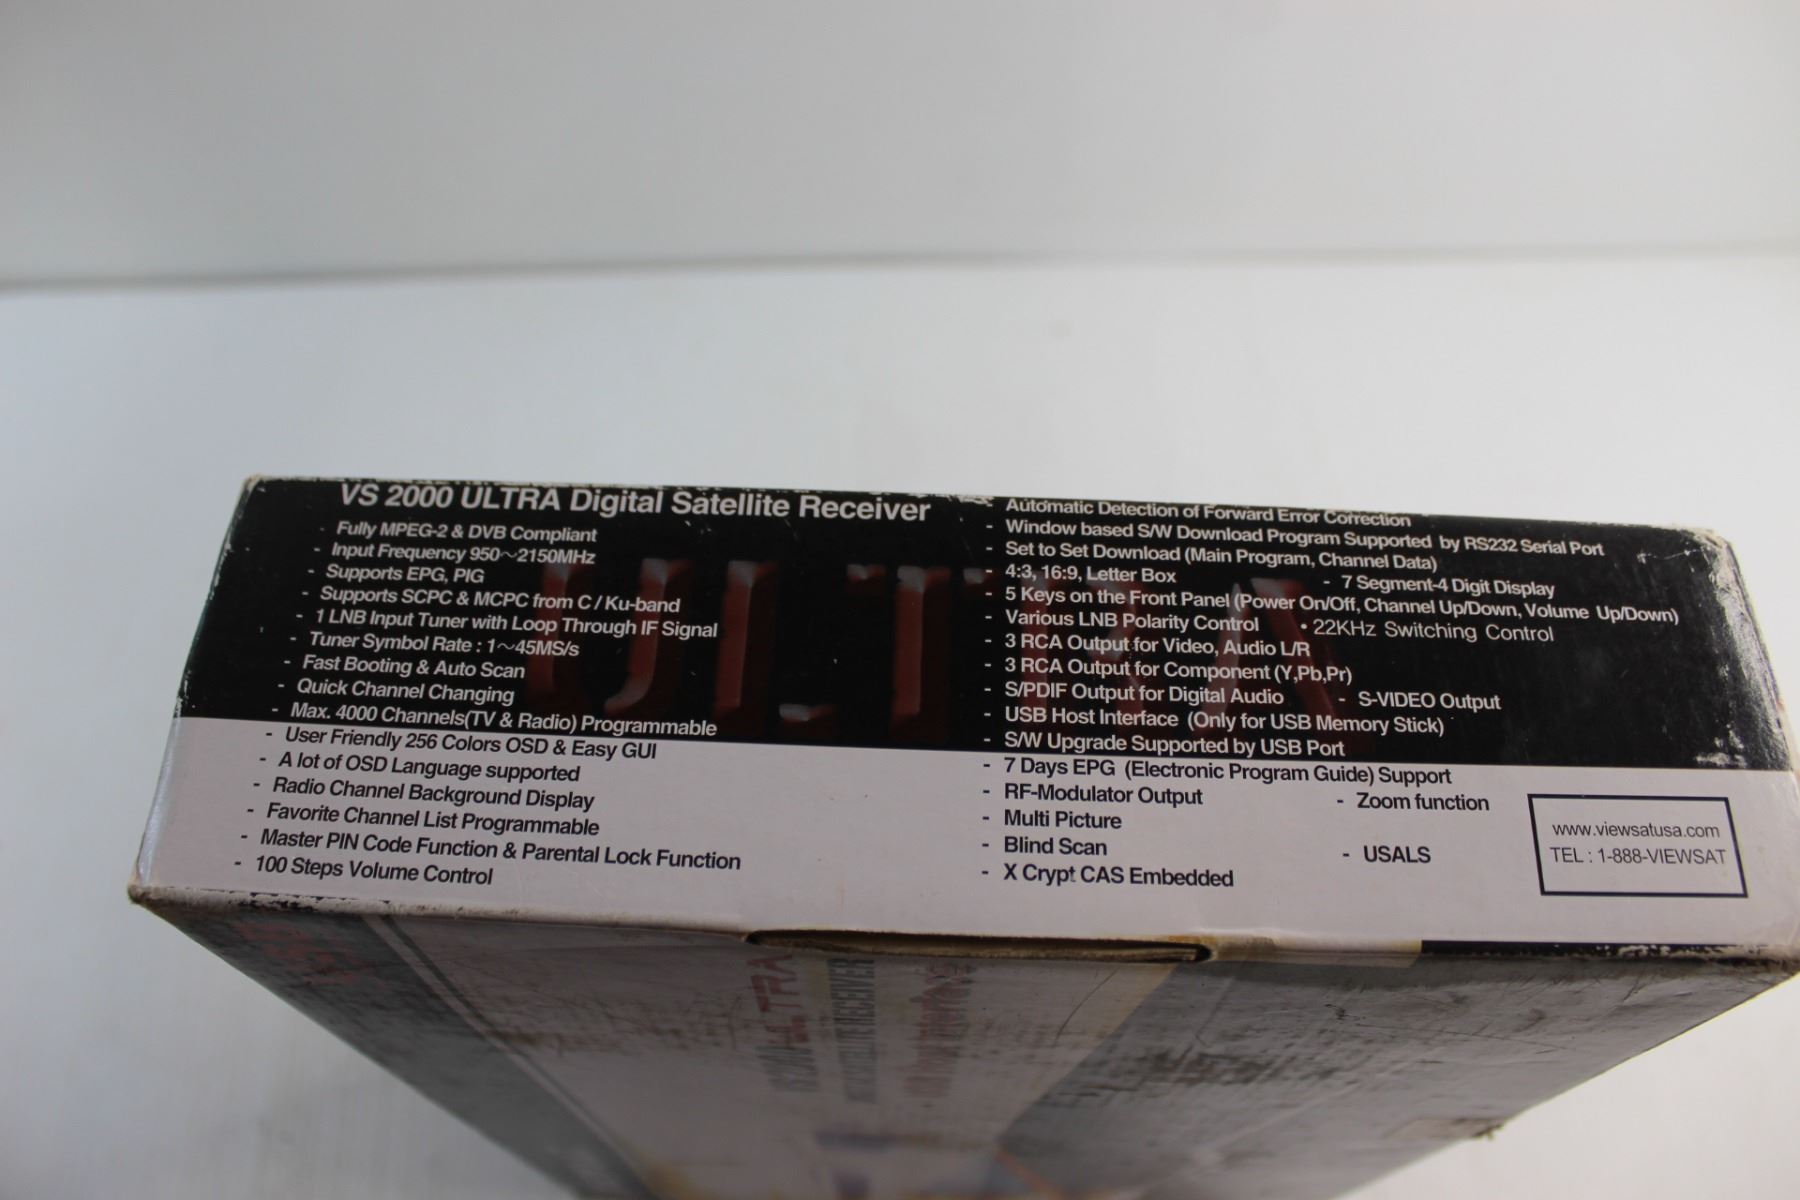 VS 2000 ULTRA Digital Satellite Receiver
- Fully MPEG-2 & DVB Compliant
- Input Frequency 950~2150MHz
- Supports EPG, PIG
- Supports SCPC & MCPC from C / Ku-band
- 1 LNB Input Tuner with Loop Through IF Signal
- Tuner Symbol Rate : 1~45MS/s
- Fast Booting & Auto Scan
- Quick Channel Changing
- Max. 4000 Channels(TV & Radio) Programmable
- User Friendly 256 Colors OSD & Easy GUI
- A lot of OSD Language supported
- Radio Channel Background Display
- Favorite Channel List Programmable
- Master PIN Code Function & Parental Lock Function
- 100 Steps Volume Control
- Automatic Detection of Forward Error Correction
- Window based S/W Download Program Supported by RS232 Serial Port
- Set to Set Download (Main Program, Channel Data)
- 4:3, 16:9, Letter Box - 7 Segment-4 Digit Display
- 5 Keys on the Front Panel (Power On/Off, Channel Up/Down, Volume Up/Down)
- Various LNB Polarity Control • 22KHz Switching Control
- 3 RCA Output for Video, Audio L/R
- 3 RCA Output for Component (Y,Pb,Pr)
- S/PDIF Output for Digital Audio - S-VIDEO Output
- USB Host Interface (Only for USB Memory Stick)
- S/W Upgrade Supported by USB Port
- 7 Days EPG (Electronic Program Guide) Support
- RF-Modulator Output - Zoom function
- Multi Picture
- Blind Scan - USALS
- X Crypt CAS Embedded
ULTRA
www.viewsatusa.com
TEL : 1-888-VIEWSAT
VS2000 ULTRA
SATELLITE RECEIVER